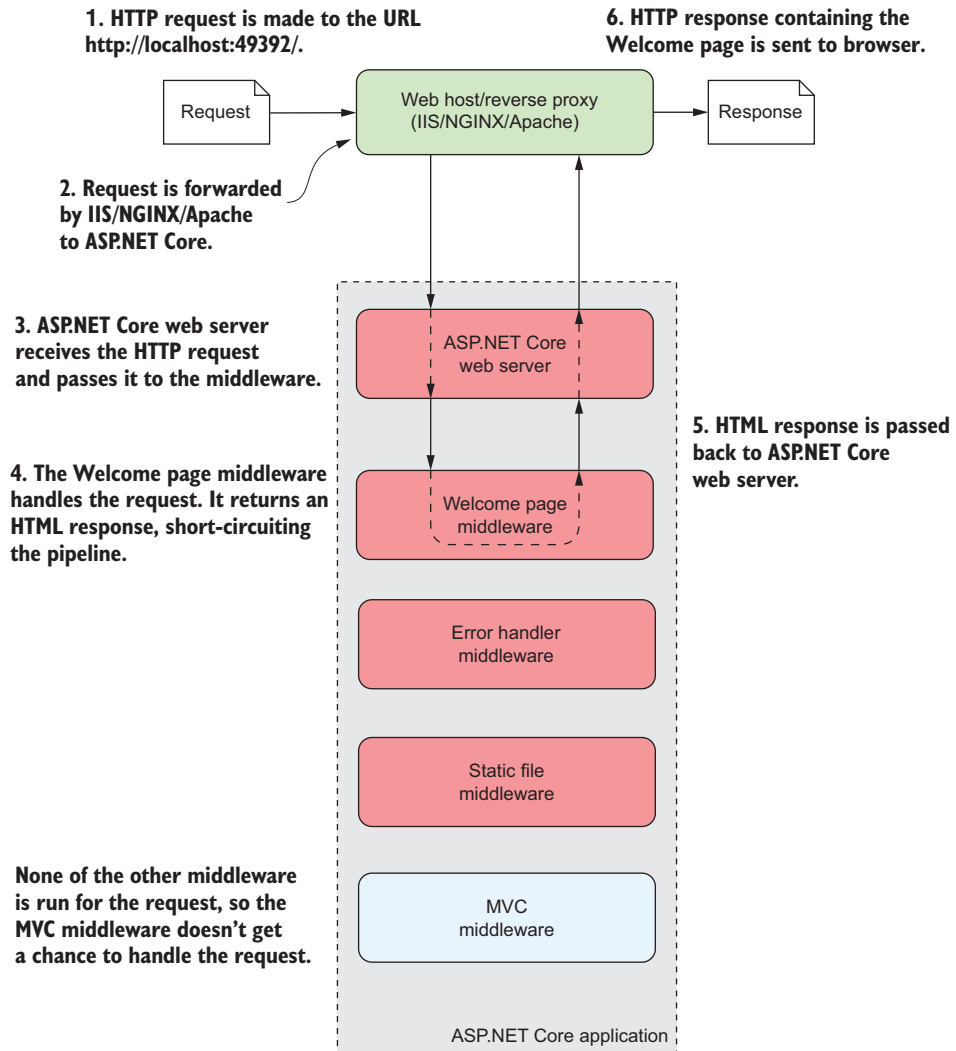 1. HTTP request is made to the URL
http://localhost:49392/.
6. HTTP response containing the
Welcome page is sent to browser.
Request
Web host/reverse proxy
(IIS/NGINX/Apache)
Response
2. Request is forwarded
by IIS/NGINX/Apache
to ASP.NET Core.
3. ASP.NET Core web server
receives the HTTP request
and passes it to the middleware.
ASP.NET Core
web server
5. HTML response is passed
back to ASP.NET Core
web server.
4. The Welcome page middleware
handles the request. It returns an
HTML response, short-circuiting
the pipeline.
Welcome page
middleware
Error handler
middleware
Static file
middleware
None of the other middleware
is run for the request, so the
MVC middleware doesn't get
a chance to handle the request.
MVC
middleware
ASP.NET Core application